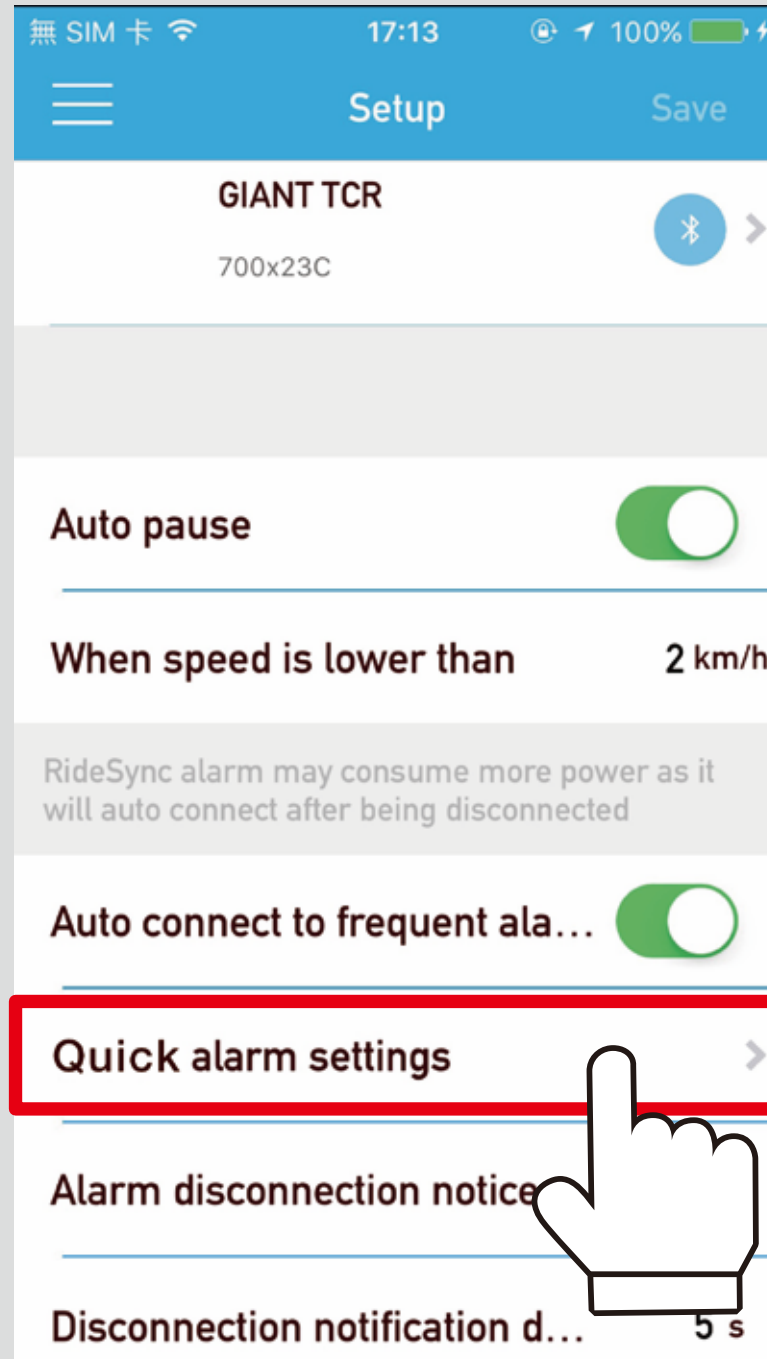 無 SIM 卡 17:13 100%
Setup Save
GIANT TCR
700x23C
Auto pause
When speed is lower than 2 km/h
RideSync alarm may consume more power as it
will auto connect after being disconnected
Auto connect to frequent ala...
Quick alarm settings
Alarm disconnection notice
Disconnection notification d... 5 s